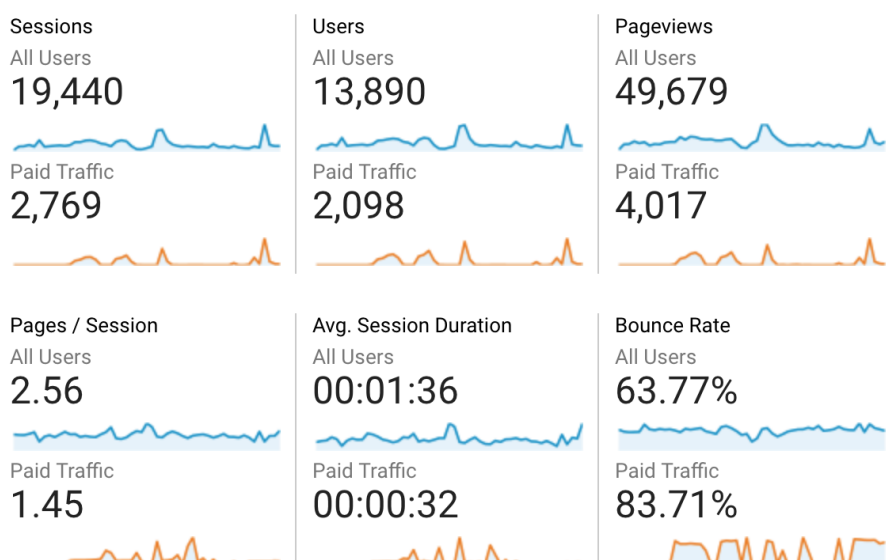 Sessions
All Users
19,440
Paid Traffic
2,769
Users
All Users
13,890
Paid Traffic
2,098
Pageviews
All Users
49,679
Paid Traffic
4,017
Pages / Session
All Users
2.56
Paid Traffic
1.45
Avg. Session Duration
All Users
00:01:36
Paid Traffic
00:00:32
Bounce Rate
All Users
63.77%
Paid Traffic
83.71%